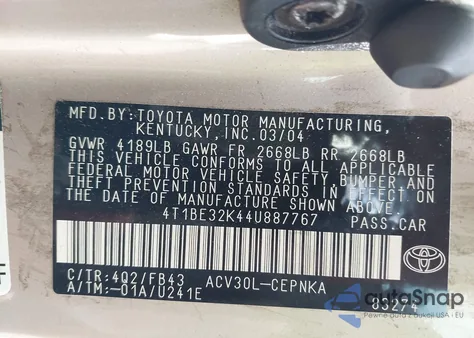 MFD.BY:TOYOTA MOTOR MANUFACTURING,
KENTUCKY,INC.03/04
GVWR 4189LB GAWR FR 2668LB RR 2668LB
THIS VEHICLE CONFORMS TO ALL APPLICABLE
FEDERAL MOTOR VEHICLE SAFETY, BUMPER AND
THEFT PREVENTION STANDARDS IN EFFECT ON
THE DATE OF MANUFACTURE SHOWN ABOVE.
4T1BE32K44U887767 PASS.CAR
C/TR:4Q2/FB43 ACV30L-CEPNKA
A/TM:-01A/U241E
TOYOTA
83274
autoSnap